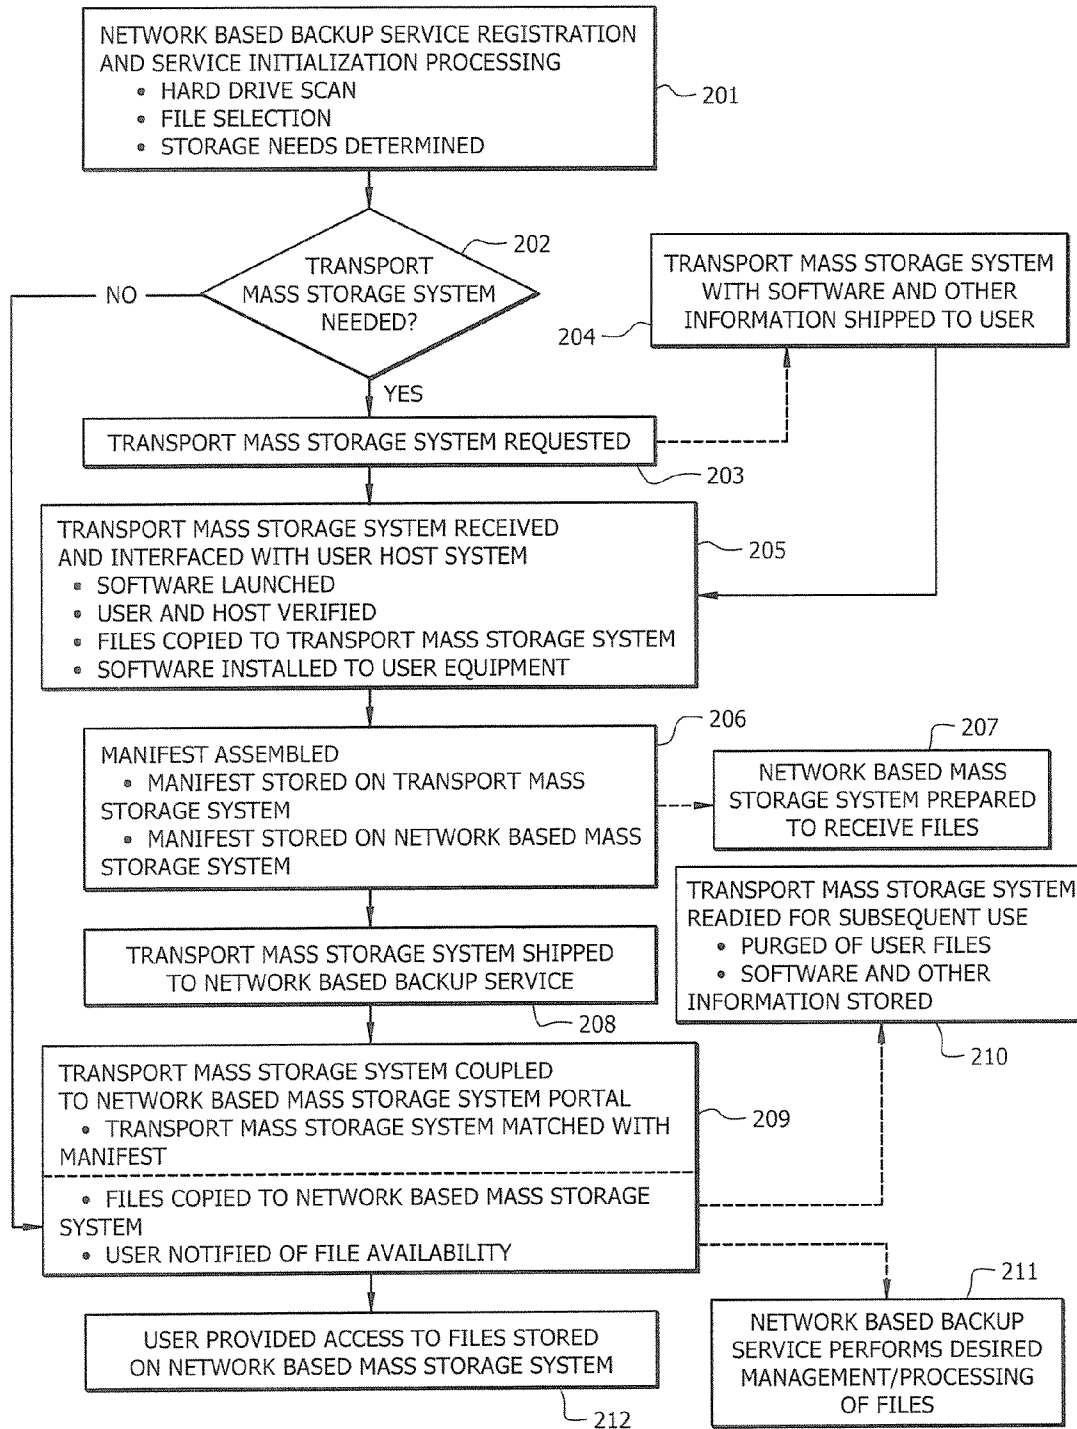 NETWORK BASED BACKUP SERVICE REGISTRATION
AND SERVICE INITIALIZATION PROCESSING
• HARD DRIVE SCAN
• FILE SELECTION
• STORAGE NEEDS DETERMINED
201
202
TRANSPORT
MASS STORAGE SYSTEM
NEEDED?
NO
YES
TRANSPORT MASS STORAGE SYSTEM
WITH SOFTWARE AND OTHER
INFORMATION SHIPPED TO USER
204
TRANSPORT MASS STORAGE SYSTEM REQUESTED
203
TRANSPORT MASS STORAGE SYSTEM RECEIVED
AND INTERFACED WITH USER HOST SYSTEM
• SOFTWARE LAUNCHED
• USER AND HOST VERIFIED
• FILES COPIED TO TRANSPORT MASS STORAGE SYSTEM
• SOFTWARE INSTALLED TO USER EQUIPMENT
205
MANIFEST ASSEMBLED
• MANIFEST STORED ON TRANSPORT MASS
STORAGE SYSTEM
• MANIFEST STORED ON NETWORK BASED MASS
STORAGE SYSTEM
206
207
NETWORK BASED MASS
STORAGE SYSTEM PREPARED
TO RECEIVE FILES
TRANSPORT MASS STORAGE SYSTEM SHIPPED
TO NETWORK BASED BACKUP SERVICE
208
TRANSPORT MASS STORAGE SYSTEM
READIED FOR SUBSEQUENT USE
• PURGED OF USER FILES
• SOFTWARE AND OTHER
INFORMATION STORED
210
TRANSPORT MASS STORAGE SYSTEM COUPLED
TO NETWORK BASED MASS STORAGE SYSTEM PORTAL
• TRANSPORT MASS STORAGE SYSTEM MATCHED WITH
MANIFEST
• FILES COPIED TO NETWORK BASED MASS STORAGE
SYSTEM
• USER NOTIFIED OF FILE AVAILABILITY
209
211
NETWORK BASED BACKUP
SERVICE PERFORMS DESIRED
MANAGEMENT/PROCESSING
OF FILES
USER PROVIDED ACCESS TO FILES STORED
ON NETWORK BASED MASS STORAGE SYSTEM
212